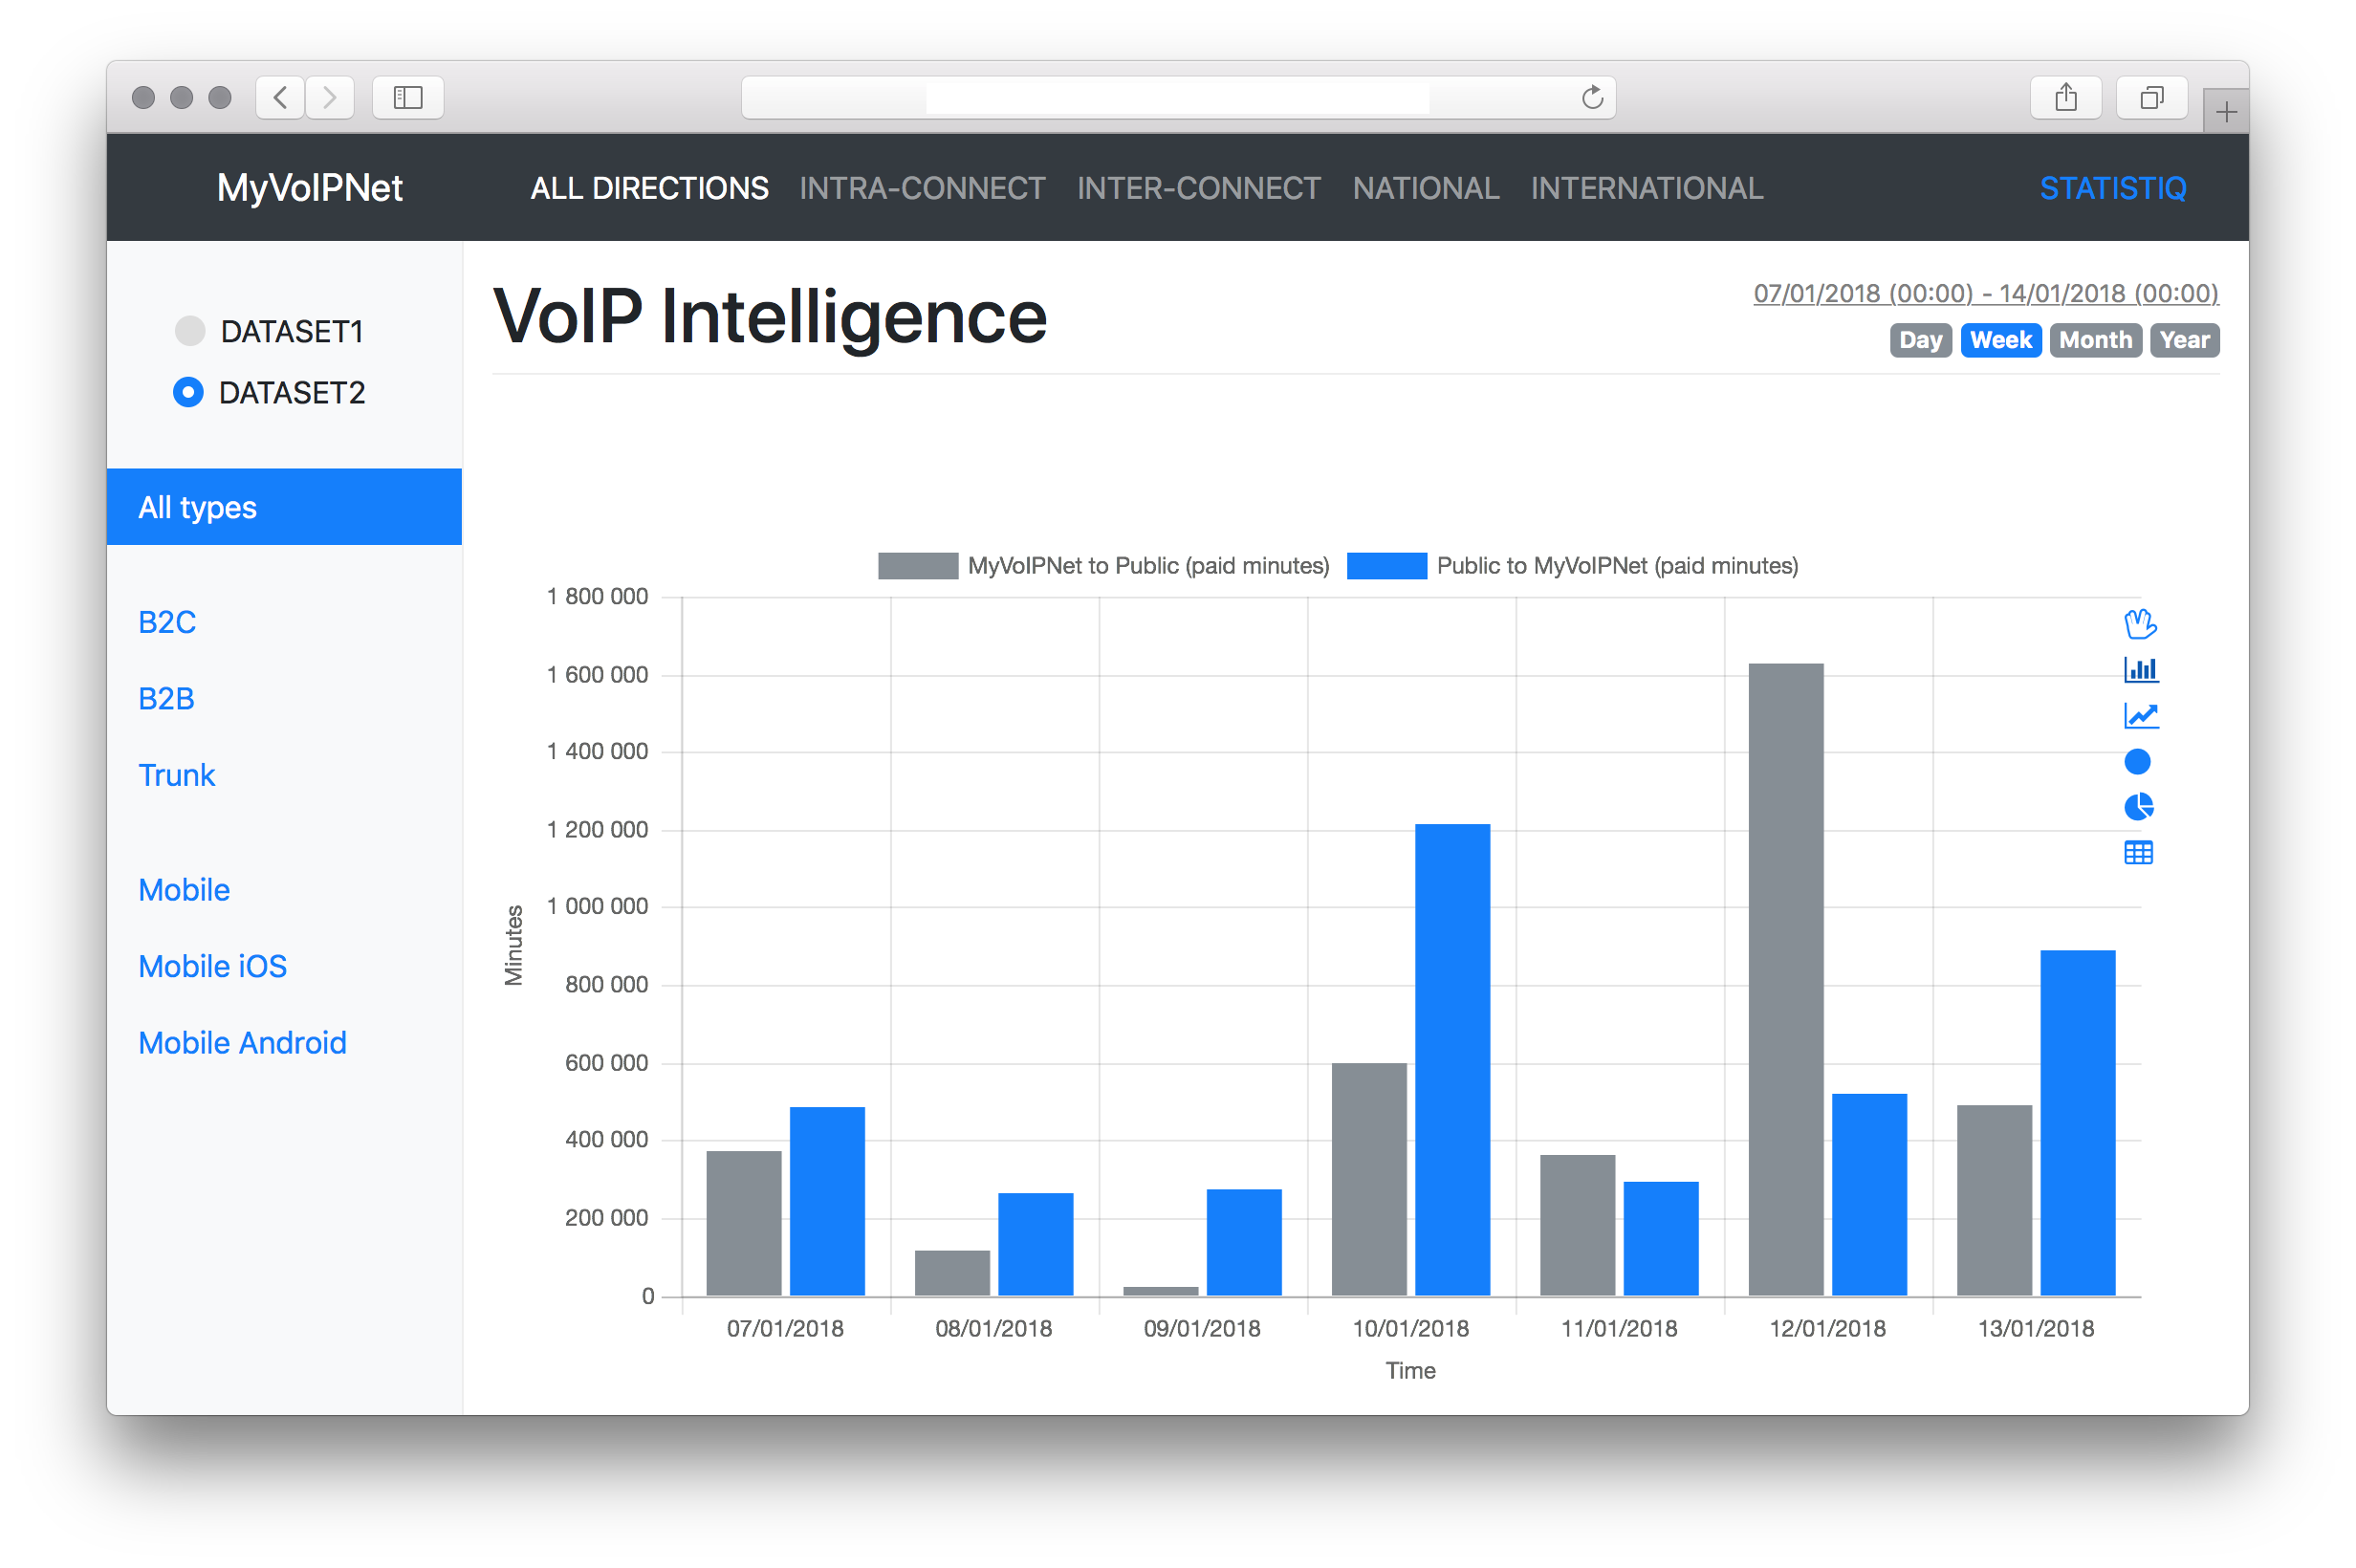 MyVoIPNet ALL DIRECTIONS INTRA-CONNECT INTER-CONNECT NATIONAL INTERNATIONAL STATISTIQ
DATASET1
DATASET2
All types
B2C
B2B
Trunk
Mobile
Mobile iOS
Mobile Android
VoIP Intelligence
07/01/2018 (00:00) - 14/01/2018 (00:00)
Day Week Month Year
MyVoIPNet to Public (paid minutes) Public to MyVoIPNet (paid minutes)
Minutes
1 800 000
1 600 000
1 400 000
1 200 000
1 000 000
800 000
600 000
400 000
200 000
0
07/01/2018 08/01/2018 09/01/2018 10/01/2018 11/01/2018 12/01/2018 13/01/2018
Time